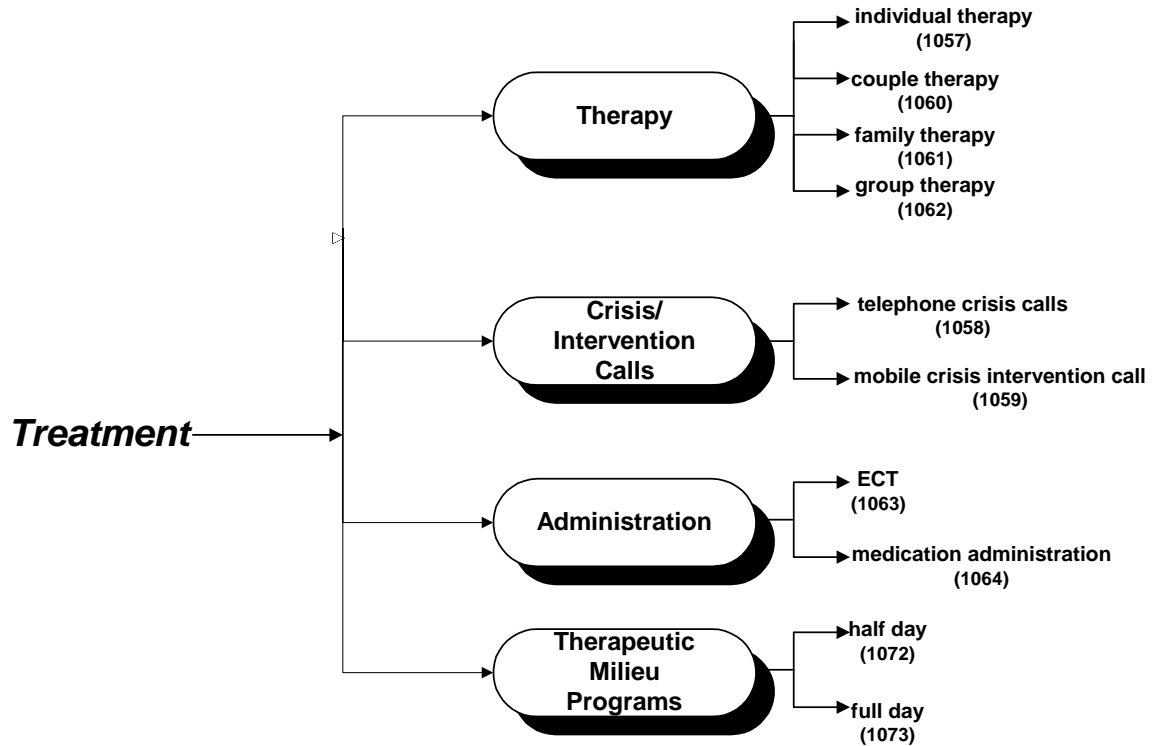 individual therapy
(1057)
couple therapy
(1060)
Therapy
family therapy
(1061)
group therapy
(1062)
Crisis/
Intervention
Calls
telephone crisis calls
(1058)
mobile crisis intervention call
(1059)
Treatment
Administration
ECT
(1063)
medication administration
(1064)
Therapeutic
Milieu
Programs
half day
(1072)
full day
(1073)